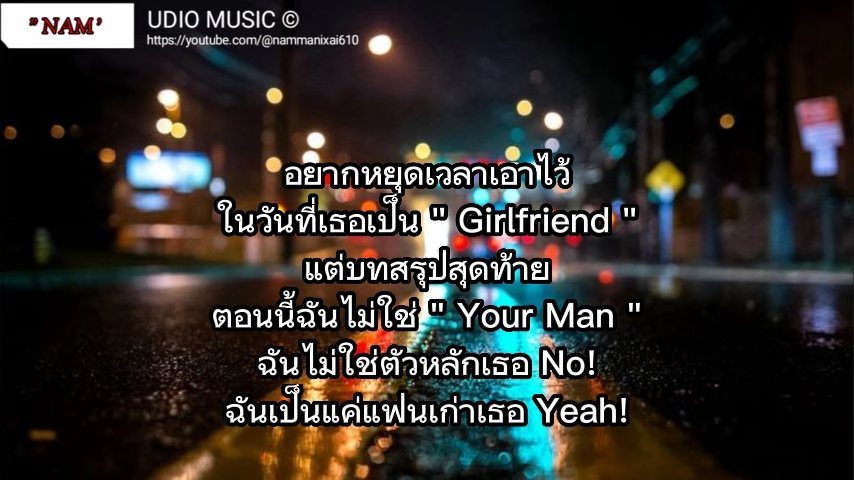 "NAM'
UDIO MUSIC ©
https://youtube.com/@nammanixai610
อยากหยุดเวลาเอาไว้
ในวันที่เธอเป็น " Girlfriend "
แต่บทสรุปสุดท้าย
ตอนนี้ฉันไม่ใช่ " Your Man "
ฉันไม่ใช่ตัวหลักเธอ No!
ฉันเป็นแค่แฟนเก่าเธอ Yeah!